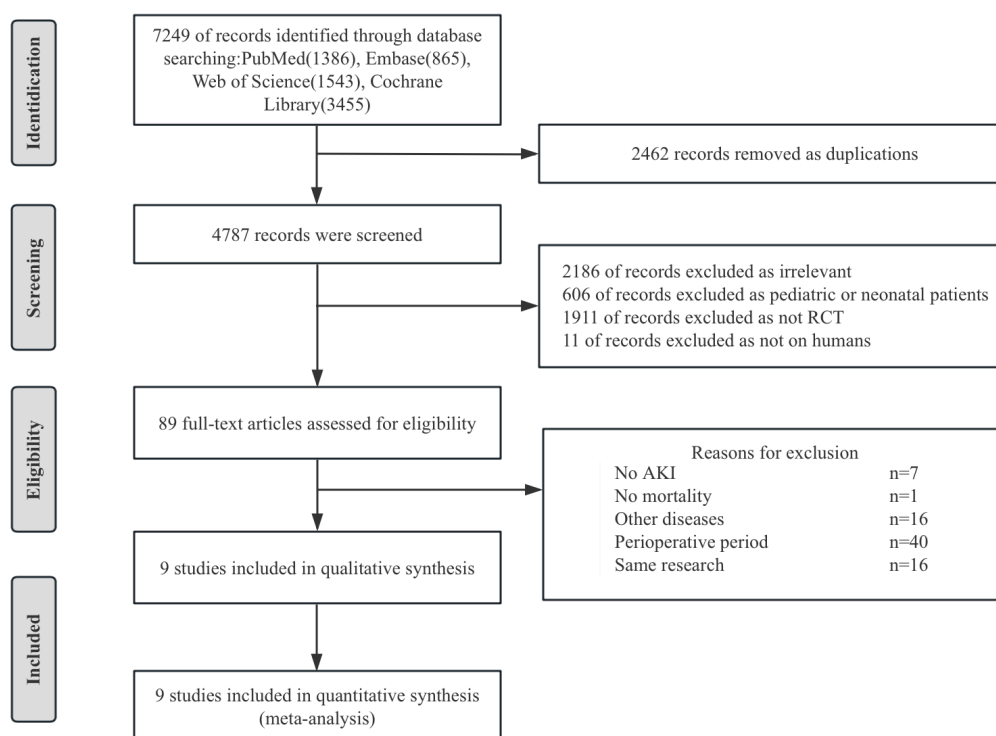 Identidication
7249 of records identified through database
searching:PubMed(1386), Embase(865),
Web of Science(1543), Cochrane
Library(3455)
2462 records removed as duplications
Screening
4787 records were screened
2186 of records excluded as irrelevant
606 of records excluded as pediatric or neonatal patients
1911 of records excluded as not RCT
11 of records excluded as not on humans
Eligibility
89 full-text articles assessed for eligibility
Reasons for exclusion
No AKI n=7
No mortality n=1
Other diseases n=16
Perioperative period n=40
Same research n=16
9 studies included in qualitative synthesis
Included
9 studies included in quantitative synthesis
(meta-analysis)